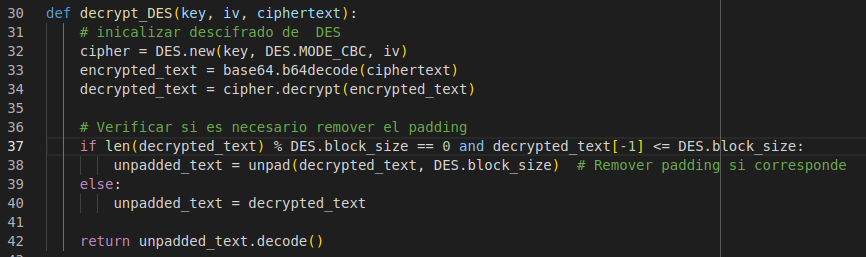 30 def decrypt_DES(key, iv, ciphertext):
31     # inicalizar descifrado de  DES
32     cipher = DES.new(key, DES.MODE_CBC, iv)
33     encrypted_text = base64.b64decode(ciphertext)
34     decrypted_text = cipher.decrypt(encrypted_text)
35
36     # Verificar si es necesario remover el padding
37     if len(decrypted_text) % DES.block_size == 0 and decrypted_text[-1] <= DES.block_size:
38         unpadded_text = unpad(decrypted_text, DES.block_size)  # Remover padding si corresponde
39     else:
40         unpadded_text = decrypted_text
41
42     return unpadded_text.decode()